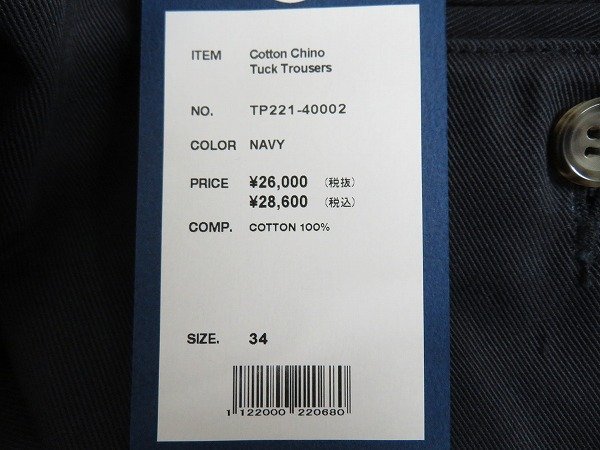 ITEM Cotton Chino
Tuck Trousers
NO. TP221-40002
COLOR NAVY
PRICE ¥26,000 (税抜)
¥28,600 (税込)
COMP. COTTON 100%
SIZE. 34
1 122000 220680